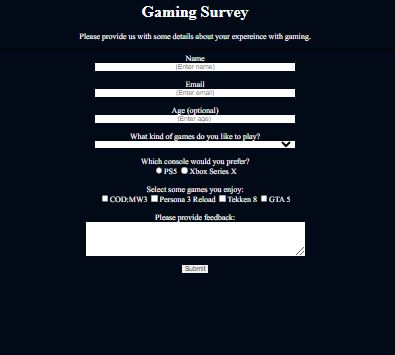 Gaming Survey
Please provide us with some details about your expereince with gaming.
Name
(Enter name)
Email
(Enter email)
Age (optional)
(Enter age)
What kind of games do you like to play?
Which console would you prefer?
PS5 Xbox Series X
Select some games you enjoy:
COD:MW3 Persona 3 Reload Tekken 8 GTA 5
Please provide feedback:
Submit